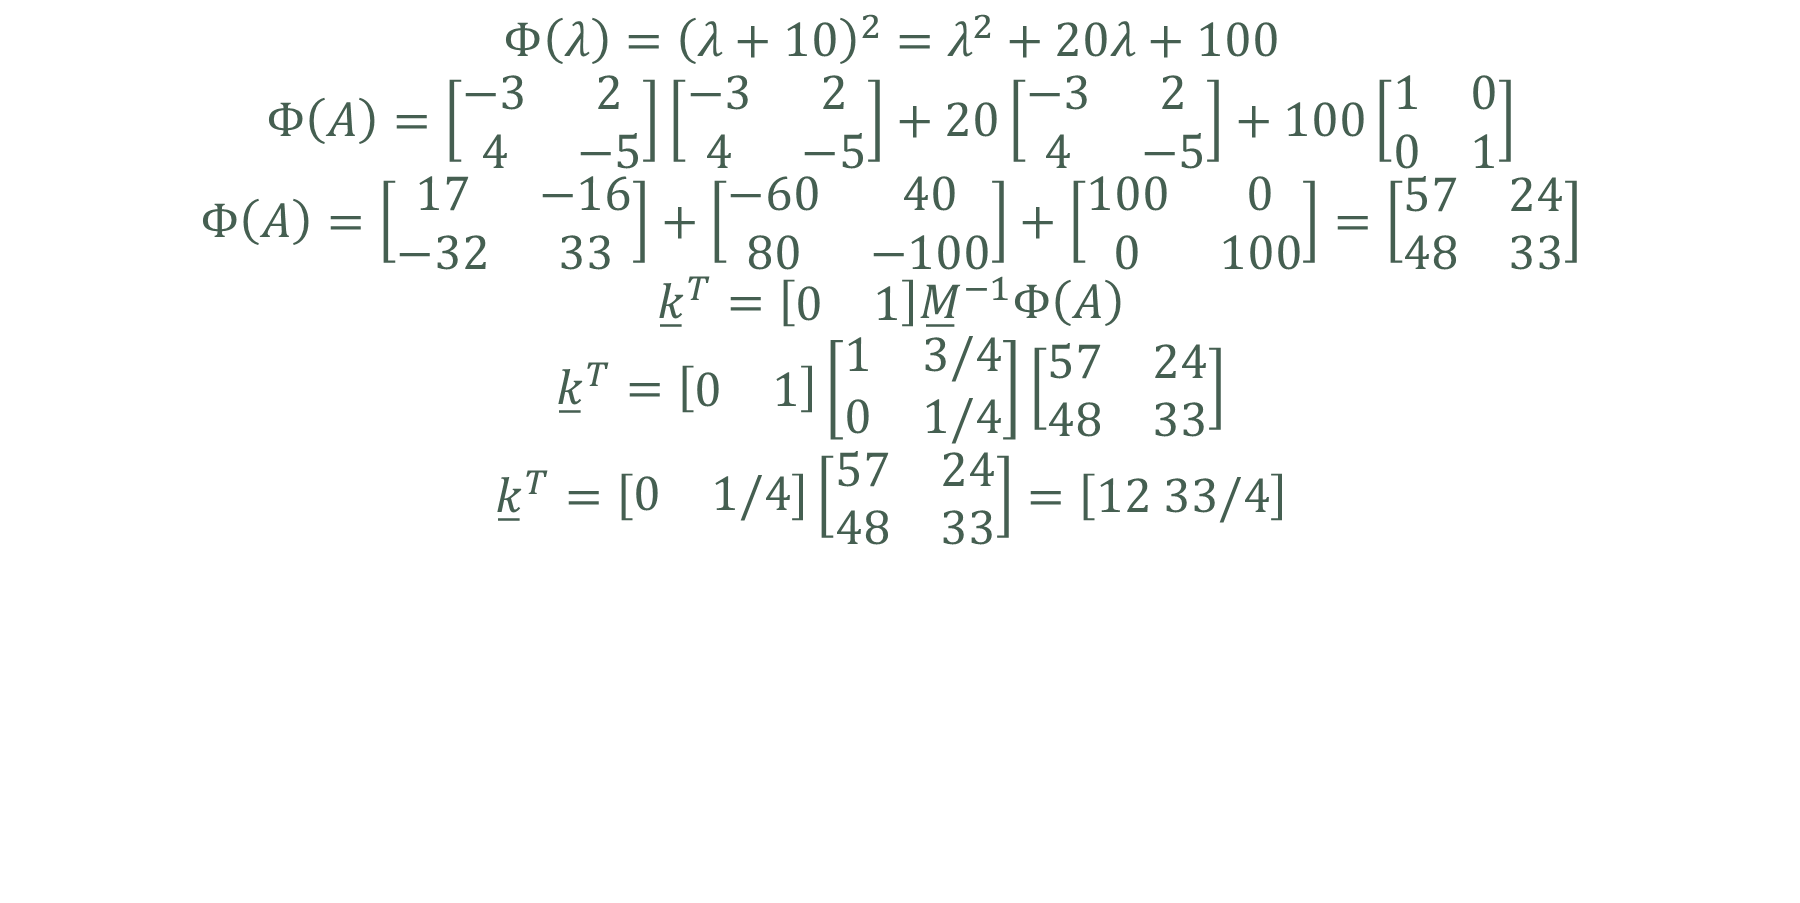 Φ(λ) = (λ + 10)² = λ² + 20λ + 100
Φ(A) = [−3 2; 4 −5] [−3 2; 4 −5] + 20 [−3 2; 4 −5] + 100 [1 0; 0 1]
Φ(A) = [17 −16; −32 33] + [−60 40; 80 −100] + [100 0; 0 100] = [57 24; 48 33]
k̲ᵀ = [0 1]M̲⁻¹Φ(A)
k̲ᵀ = [0 1] [1 3/4; 0 1/4] [57 24; 48 33]
k̲ᵀ = [0 1/4] [57 24; 48 33] = [12 33/4]